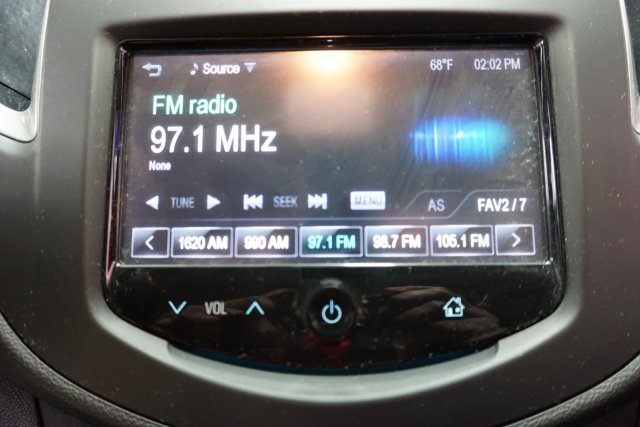 Source 68°F 02:02 PM
FM radio
97.1 MHz
None
TUNE SEEK MENU AS FAV2 / 7
1620 AM 990 AM 97.1 FM 98.7 FM 105.1 FM
VOL